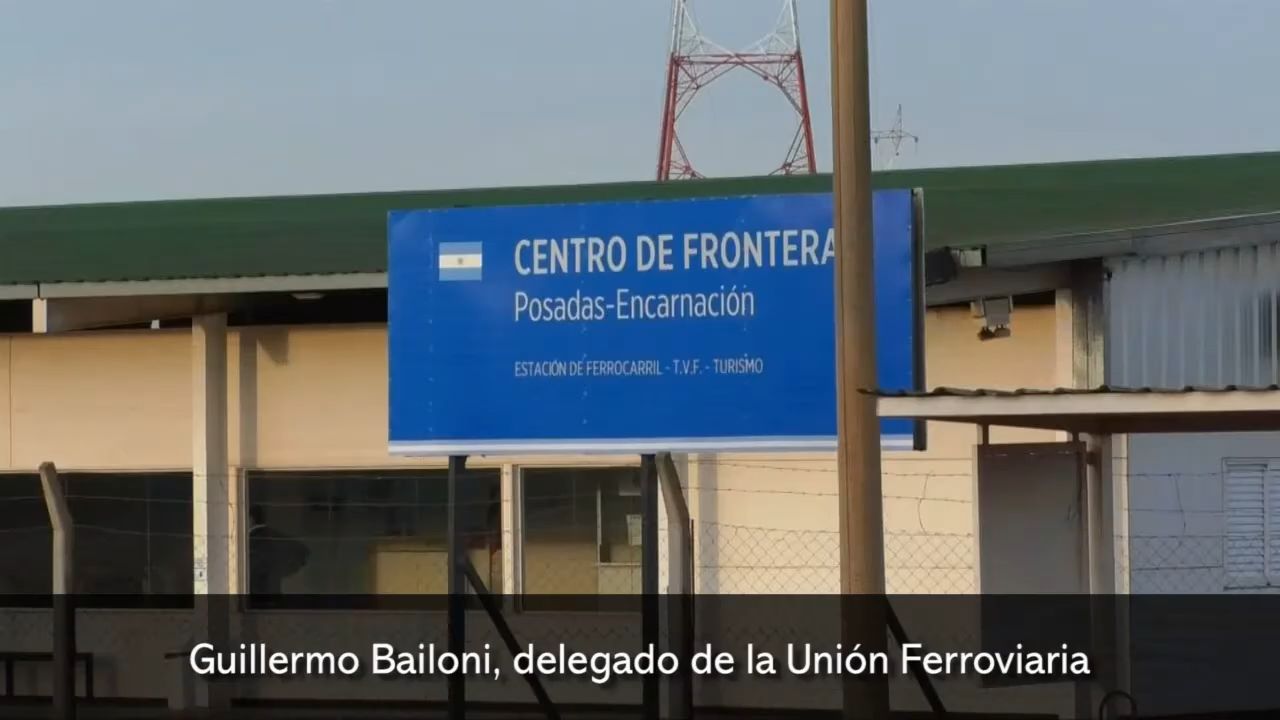 CENTRO DE FRONTERA
Posadas-Encarnación
ESTACIÓN DE FERROCARRIL - T.V.F. - TURISMO
Guillermo Bailoni, delegado de la Unión Ferroviaria